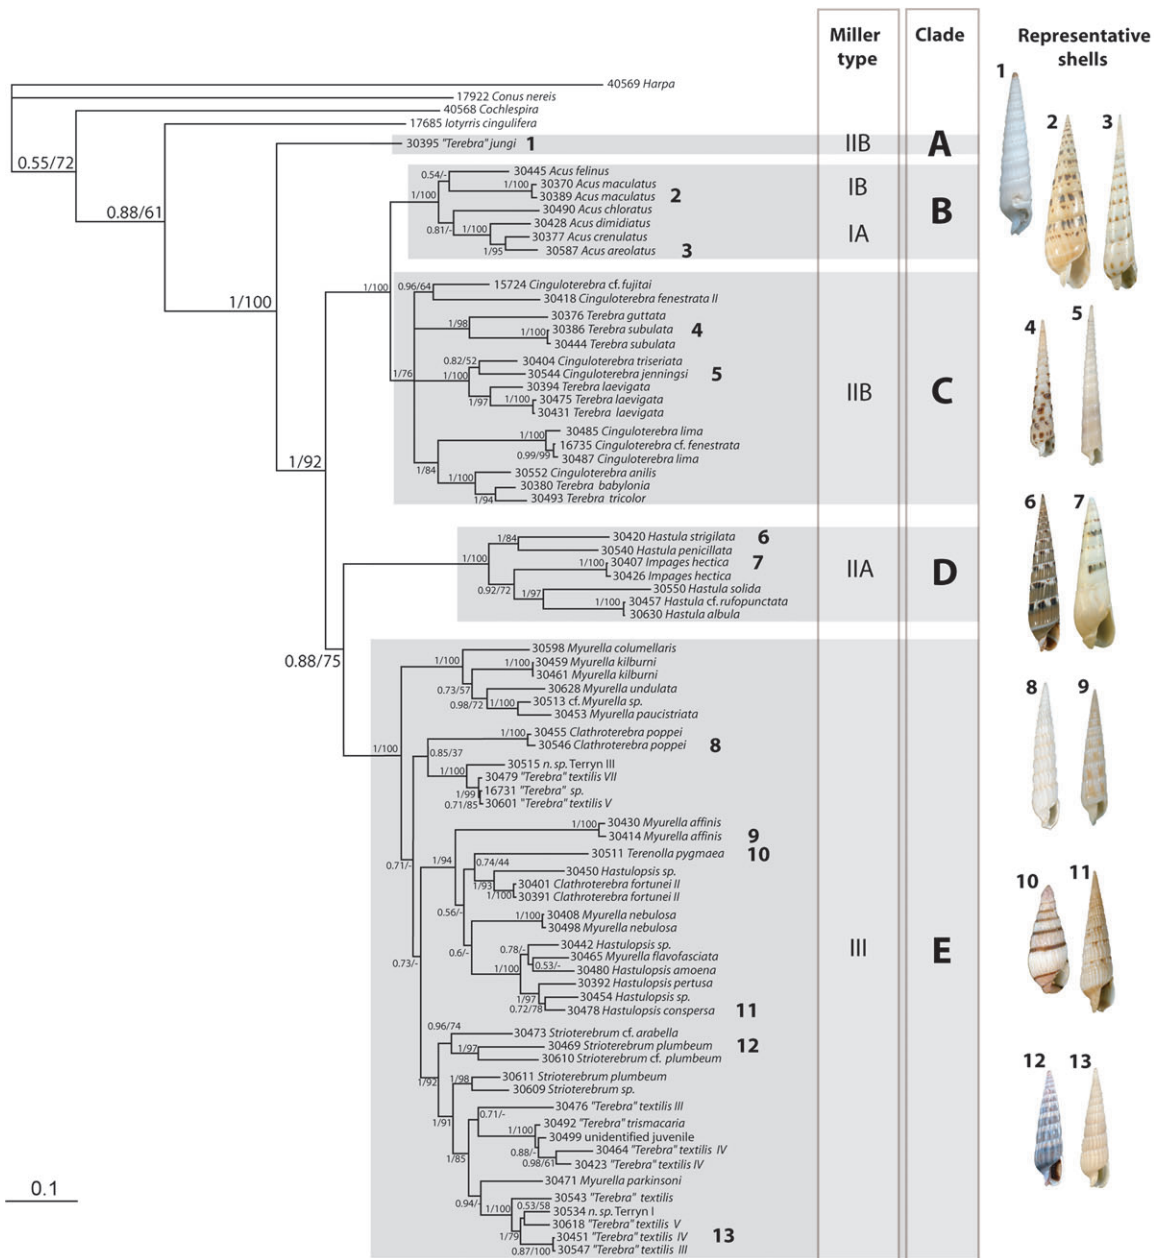 Miller type
Clade
Representative shells
40569 Harpa
17922 Conus nereis
40568 Cochlespira
17685 Iotyrris cingulifera
30395 "Terebra" jungi 1
IIB
A
0.55/72
0.88/61
1/100
1/92
0.88/75
30445 Acus felinus
30370 Acus maculatus
30389 Acus maculatus
2
30490 Acus chloratus
30428 Acus dimidiatus
30377 Acus crenulatus
30587 Acus areolatus 3
0.54/-
1/100
1/100
0.81/-
1/100
1/95
IB
IA
B
1/100
0.96/64
15724 Cinguloterebra cf. fujitai
30418 Cinguloterebra fenestrata II
30376 Terebra guttata
30386 Terebra subulata 4
30444 Terebra subulata
30404 Cinguloterebra triseriata
30544 Cinguloterebra jenningsi 5
30394 Terebra laevigata
30475 Terebra laevigata
30431 Terebra laevigata
30485 Cinguloterebra lima
16735 Cinguloterebra cf. fenestrata
30487 Cinguloterebra lima
30552 Cinguloterebra anilis
30380 Terebra babylonia
30493 Terebra tricolor
1/98
1/100
0.82/52
1/76
1/100
1/100
1/97
1/100
0.99/99
1/84
1/100
1/94
IIB
C
30420 Hastula strigilata 6
30540 Hastula penicillata
30407 Impages hectica 7
30426 Impages hectica
30550 Hastula solida
30457 Hastula cf. rufopunctata
30630 Hastula albula
1/84
1/100
1/100
0.92/72
1/97
1/100
IIA
D
30598 Myurella columellaris
30459 Myurella kilburni
30461 Myurella kilburni
30628 Myurella undulata
30513 cf. Myurella sp.
30453 Myurella paucistriata
30455 Clathroterebra poppei
30546 Clathroterebra poppei 8
30515 n. sp. Terryn III
30479 "Terebra" textilis VII
16731 "Terebra" sp.
30601 "Terebra" textilis V
30430 Myurella affinis
30414 Myurella affinis 9
30511 Terenolla pygmaea 10
30450 Hastulopsis sp.
30401 Clathroterebra fortunei II
30391 Clathroterebra fortunei II
30408 Myurella nebulosa
30498 Myurella nebulosa
30442 Hastulopsis sp.
30465 Myurella flavofasciata
30480 Hastulopsis amoena
30392 Hastulopsis pertusa
30454 Hastulopsis sp.
30478 Hastulopsis conspersa 11
30473 Strioterebrum cf. arabella
30469 Strioterebrum plumbeum 12
30610 Strioterebrum cf. plumbeum
30611 Strioterebrum plumbeum
30609 Strioterebrum sp.
30476 "Terebra" textilis III
30492 "Terebra" trismacaria
30499 unidentified juvenile
30464 "Terebra" textilis IV
30423 "Terebra" textilis IV
30471 Myurella parkinsoni
30543 "Terebra" textilis
30534 n. sp. Terryn I
30618 "Terebra" textilis V
30451 "Terebra" textilis IV 13
30547 "Terebra" textilis III
1/100
1/100
0.73/57
0.98/72
1/100
1/100
1/100
0.85/37
1/100
1/99
0.71/85
1/100
0.71/-
1/94
0.74/44
1/93
1/100
0.56/-
1/100
0.6/-
0.78/-
0.53/-
1/100
1/97
0.72/78
0.73/-
0.96/74
1/97
1/92
1/98
1/91
0.71/-
1/100
0.88/-
0.98/61
1/85
0.94/-
0.53/58
1/100
1/79
0.87/100
III
E
0.1
1
2
3
4
5
6
7
8
9
10
11
12
13